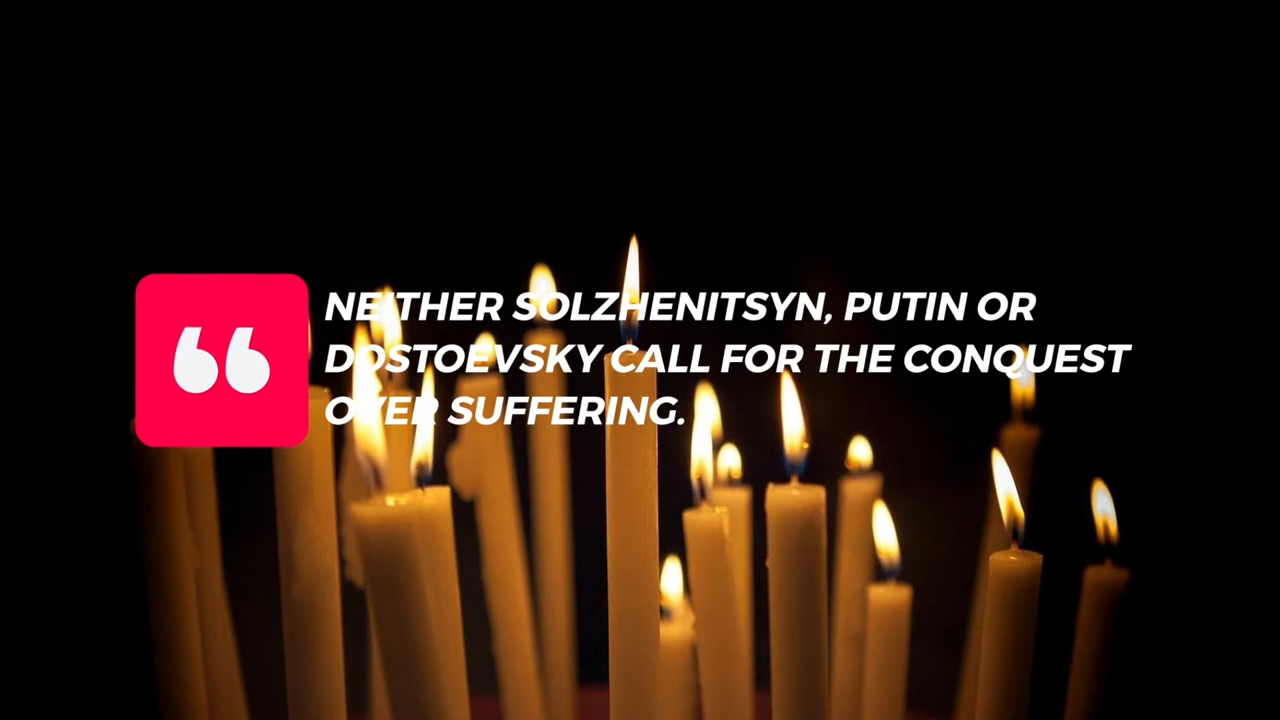 NEITHER SOLZHENITSYN, PUTIN OR
DOSTOEVSKY CALL FOR THE CONQUEST
OVER SUFFERING.